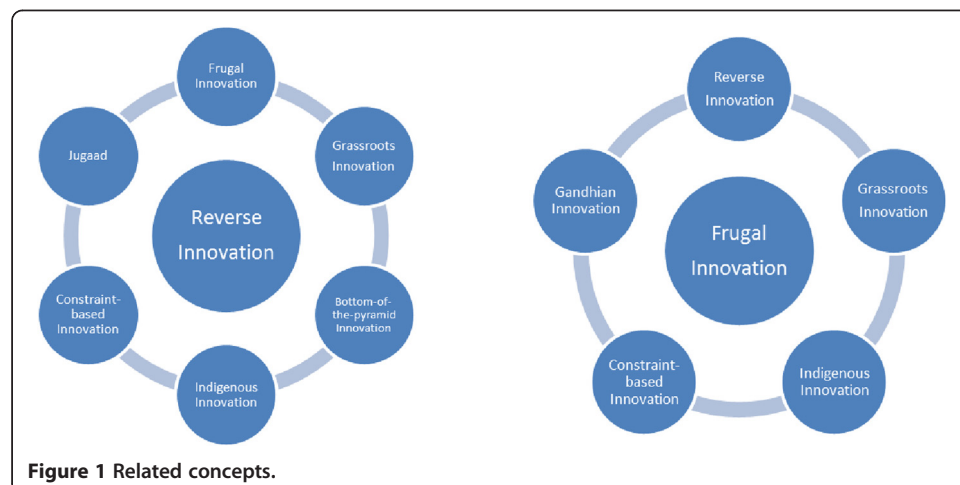 Frugal
Innovation
Jugaad
Grassroots
Innovation
Reverse
Innovation
Constraint-
based
Innovation
Bottom-of-
the-pyramid
Innovation
Indigenous
Innovation
Reverse
Innovation
Gandhian
Innovation
Grassroots
Innovation
Frugal
Innovation
Constraint-
based
Innovation
Indigenous
Innovation
Figure 1 Related concepts.